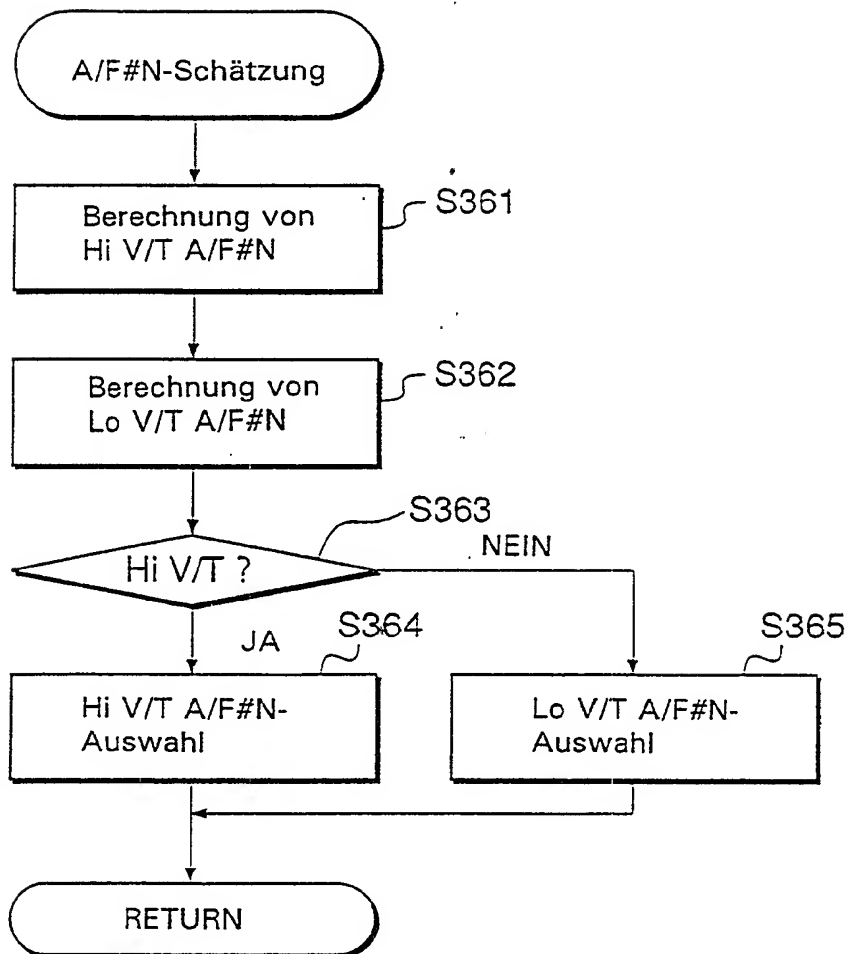 A/F#N-Schätzung
Berechnung von
Hi V/T A/F#N
S361
Berechnung von
Lo V/T A/F#N
S362
S363
Hi V/T ?
NEIN
JA
S364
S365
Hi V/T A/F#N-
Auswahl
Lo V/T A/F#N-
Auswahl
RETURN